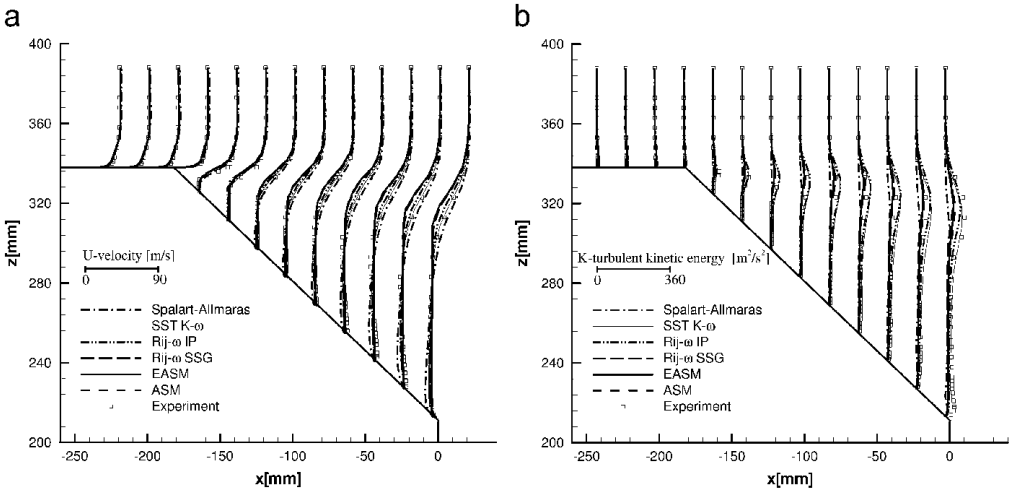 a
z[mm]
400
360
320
280
240
200
U-velocity [m/s]
0 90
Spalart-Allmaras
SST K-ω
Rij-ω IP
Rij-ω SSG
EASM
ASM
Experiment
-250 -200 -150 -100 -50 0
x[mm]
b
z[mm]
400
360
320
280
240
200
K-turbulent kinetic energy [m²/s²]
0 360
Spalart-Allmaras
SST K-ω
Rij-ω IP
Rij-ω SSG
EASM
ASM
Experiment
-250 -200 -150 -100 -50 0
x[mm]